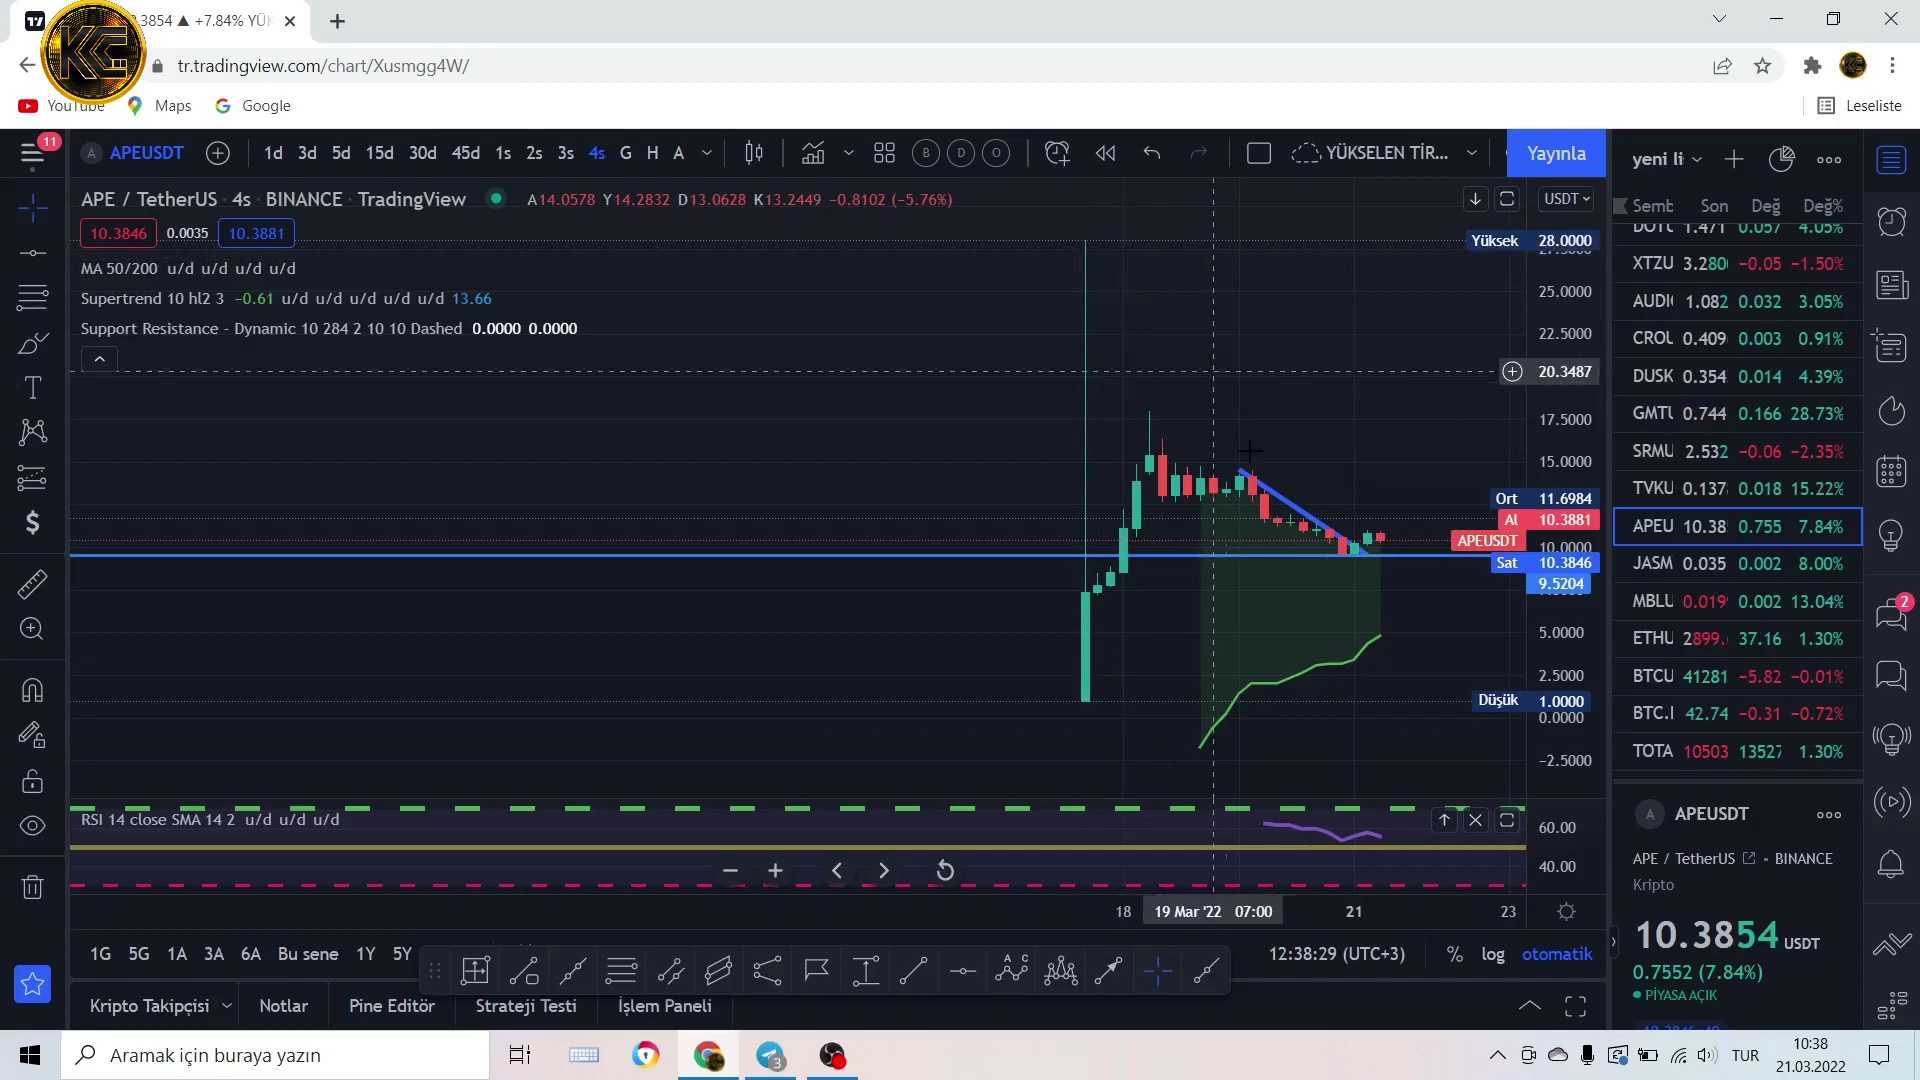 3854 ▲ +7.84% YÜK
tr.tradingview.com/chart/Xusmgg4W/
YouTube Maps Google Leseliste
11 APEUSDT 1d 3d 5d 15d 30d 45d 1s 2s 3s 4s G H A B D O YÜKSELEN TİR... Yayınla
yeni li
APE / TetherUS · 4s · BINANCE · TradingView A14.0578 Y14.2832 D13.0628 K13.2449 −0.8102 (−5.76%) USDT
10.3846 0.0035 10.3881
MA 50/200 u/d u/d u/d u/d
Supertrend 10 hl2 3 −0.61 u/d u/d u/d u/d u/d 13.66
Support Resistance - Dynamic 10 284 2 10 10 Dashed 0.0000 0.0000
Yüksek 28.0000
25.0000
22.5000
20.3487
17.5000
15.0000
Ort 11.6984
Al 10.3881
APEUSDT 10.0000
Sat 10.3846
9.5204
5.0000
2.5000
Düşük 1.0000
0.0000
−2.5000
RSI 14 close SMA 14 2 u/d u/d u/d
60.00
40.00
18 19 Mar '22 07:00 21 23
1G 5G 1A 3A 6A Bu sene 1Y 5Y 12:38:29 (UTC+3) % log otomatik
Kripto Takipçisi Notlar Pine Editör Strateji Testi İşlem Paneli
Semb Son Değ Değ%
DOTU 1.471 0.057 4.05%
XTZU 3.280 −0.05 −1.50%
AUDI 1.082 0.032 3.05%
CROU 0.409 0.003 0.91%
DUSK 0.354 0.014 4.39%
GMTU 0.744 0.166 28.73%
SRMU 2.532 −0.06 −2.35%
TVKU 0.137 0.018 15.22%
APEU 10.38 0.755 7.84%
JASM 0.035 0.002 8.00%
MBLU 0.019 0.002 13.04%
ETHU 2899. 37.16 1.30%
BTCU 41281 −5.82 −0.01%
BTC.I 42.74 −0.31 −0.72%
TOTA 10503 13527 1.30%
2
A APEUSDT
APE / TetherUS • BINANCE
Kripto
10.3854 USDT
0.7552 (7.84%)
PİYASA AÇIK
Aramak için buraya yazın
3
TUR
10:38
21.03.2022